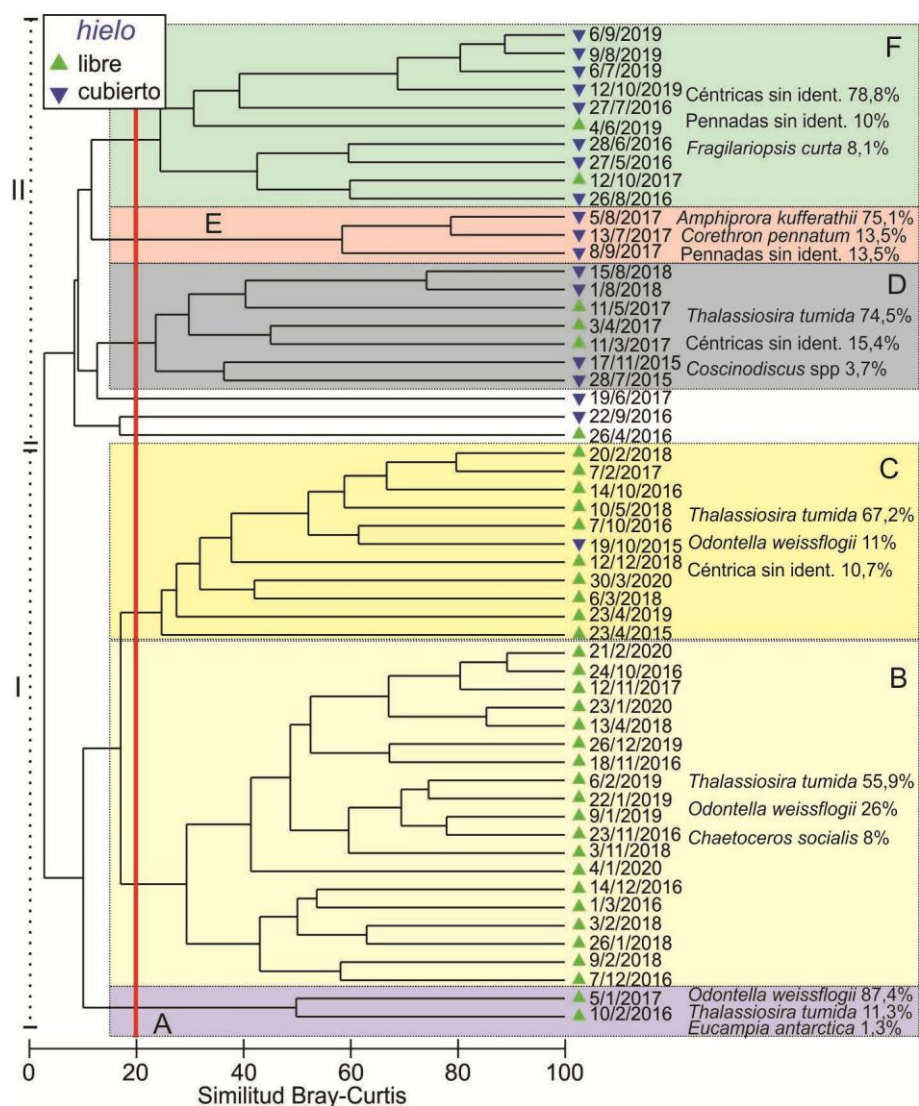 hielo
libre
cubierto
II
I
F
6/9/2019
9/8/2019
6/7/2019
12/10/2019
27/7/2016
4/6/2019
28/6/2016
27/5/2016
12/10/2017
26/8/2016
Céntricas sin ident. 78,8%
Pennadas sin ident. 10%
Fragilariopsis curta 8,1%
E
5/8/2017
13/7/2017
8/9/2017
Amphiprora kufferathii 75,1%
Corethron pennatum 13,5%
Pennadas sin ident. 13,5%
D
15/8/2018
1/8/2018
11/5/2017
3/4/2017
11/3/2017
17/11/2015
28/7/2015
Thalassiosira tumida 74,5%
Céntricas sin ident. 15,4%
Coscinodiscus spp 3,7%
19/6/2017
22/9/2016
26/4/2016
C
20/2/2018
7/2/2017
14/10/2016
10/5/2018
7/10/2016
19/10/2015
12/12/2018
30/3/2020
6/3/2018
23/4/2019
23/4/2015
Thalassiosira tumida 67,2%
Odontella weissflogii 11%
Céntrica sin ident. 10,7%
B
21/2/2020
24/10/2016
12/11/2017
23/1/2020
13/4/2018
26/12/2019
18/11/2016
6/2/2019
22/1/2019
9/1/2019
23/11/2016
3/11/2018
4/1/2020
14/12/2016
1/3/2016
3/2/2018
26/1/2018
9/2/2018
7/12/2016
Thalassiosira tumida 55,9%
Odontella weissflogii 26%
Chaetoceros socialis 8%
A
5/1/2017
10/2/2016
Odontella weissflogii 87,4%
Thalassiosira tumida 11,3%
Eucampia antarctica 1,3%
0 20 40 60 80 100
Similitud Bray-Curtis